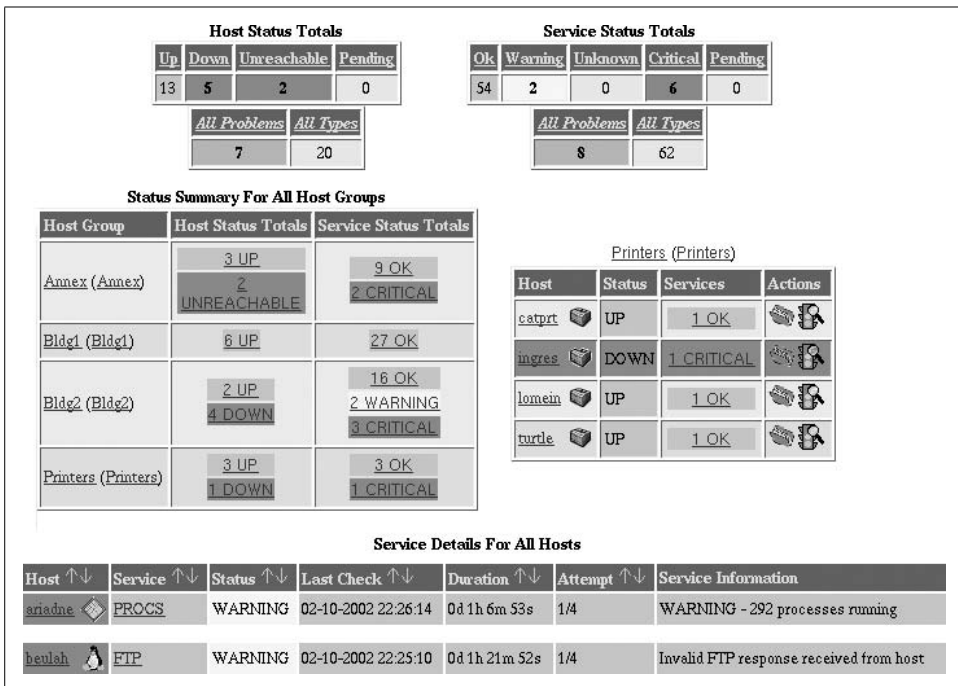 Host Status Totals
Up Down Unreachable Pending
13 5 2 0
All Problems All Types
7 20
Service Status Totals
Ok Warning Unknown Critical Pending
54 2 0 6 0
All Problems All Types
8 62
Status Summary For All Host Groups
Host Group Host Status Totals Service Status Totals
Annex (Annex)
3 UP
2
UNREACHABLE
9 OK
2 CRITICAL
Bldg1 (Bldg1) 6 UP 27 OK
Bldg2 (Bldg2)
2 UP
4 DOWN
16 OK
2 WARNING
3 CRITICAL
Printers (Printers)
3 UP
1 DOWN
3 OK
1 CRITICAL
Printers (Printers)
Host Status Services Actions
catprt UP 1 OK
ingres DOWN 1 CRITICAL
lomein UP 1 OK
turtle UP 1 OK
Service Details For All Hosts
Host ↑↓ Service ↑↓ Status ↑↓ Last Check ↑↓ Duration ↑↓ Attempt ↑↓ Service Information
ariadne PROCS WARNING 02-10-2002 22:26:14 0d 1h 6m 53s 1/4 WARNING - 292 processes running
beulah FTP WARNING 02-10-2002 22:25:10 0d 1h 21m 52s 1/4 Invalid FTP response received from host